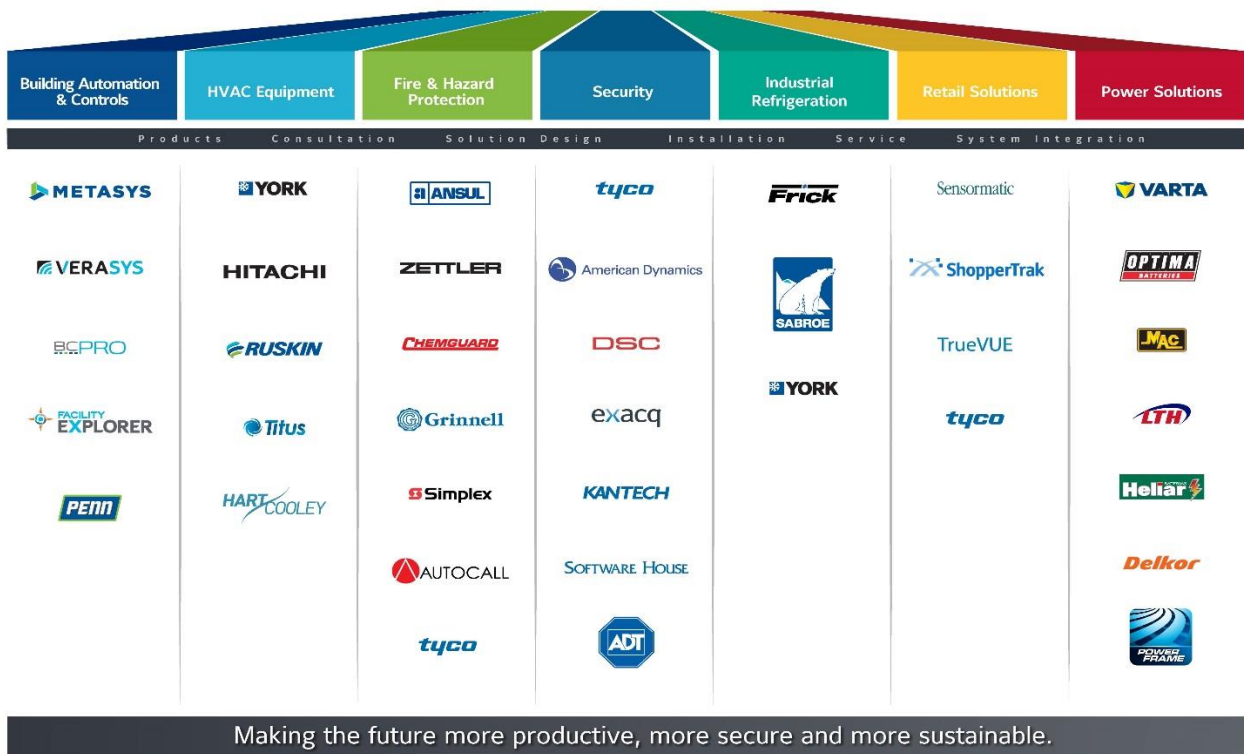 Building Automation
& Controls
HVAC Equipment
Fire & Hazard
Protection
Security
Industrial
Refrigeration
Retail Solutions
Power Solutions
Products Consultation Solution Design Installation Service System Integration
METASYS
VERASYS
BCPRO
FACILITY
EXPLORER
PENN
YORK
HITACHI
RUSKIN
Titus
HART COOLEY
ANSUL
ZETTLER
CHEMGUARD
Grinnell
Simplex
AUTOCALL
tyco
tyco
American Dynamics
DSC
exacq
KANTECH
SOFTWARE HOUSE
ADT
Frick
SABROE
YORK
Sensormatic
ShopperTrak
TrueVUE
tyco
VARTA
OPTIMA
BATTERIES
MAC
LTH
Heliar
Delkor
POWER
FRAME
Making the future more productive, more secure and more sustainable.